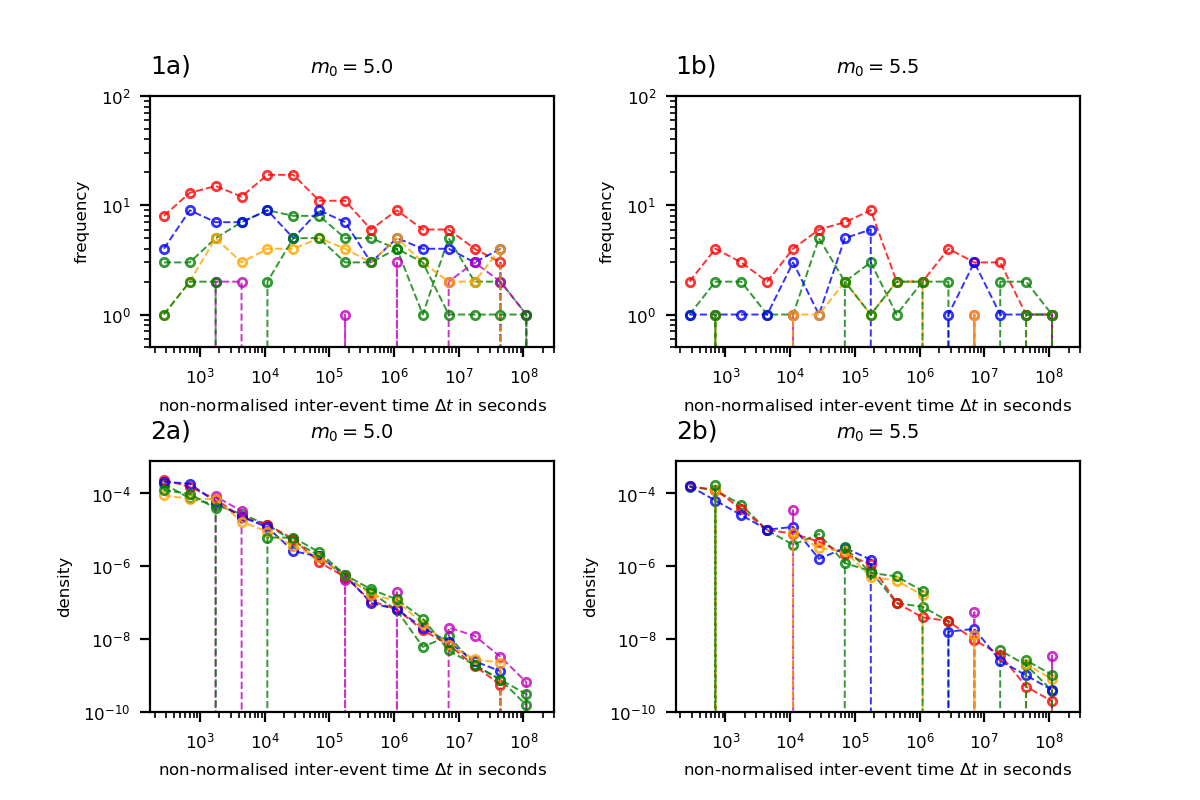 1a) m₀ = 5.0
10² 10¹ 10⁰
frequency
10³ 10⁴ 10⁵ 10⁶ 10⁷ 10⁸
non-normalised inter-event time Δt in seconds
1b) m₀ = 5.5
10² 10¹ 10⁰
frequency
10³ 10⁴ 10⁵ 10⁶ 10⁷ 10⁸
non-normalised inter-event time Δt in seconds
2a) m₀ = 5.0
10⁻⁴ 10⁻⁶ 10⁻⁸ 10⁻¹⁰
density
10³ 10⁴ 10⁵ 10⁶ 10⁷ 10⁸
non-normalised inter-event time Δt in seconds
2b) m₀ = 5.5
10⁻⁴ 10⁻⁶ 10⁻⁸ 10⁻¹⁰
density
10³ 10⁴ 10⁵ 10⁶ 10⁷ 10⁸
non-normalised inter-event time Δt in seconds